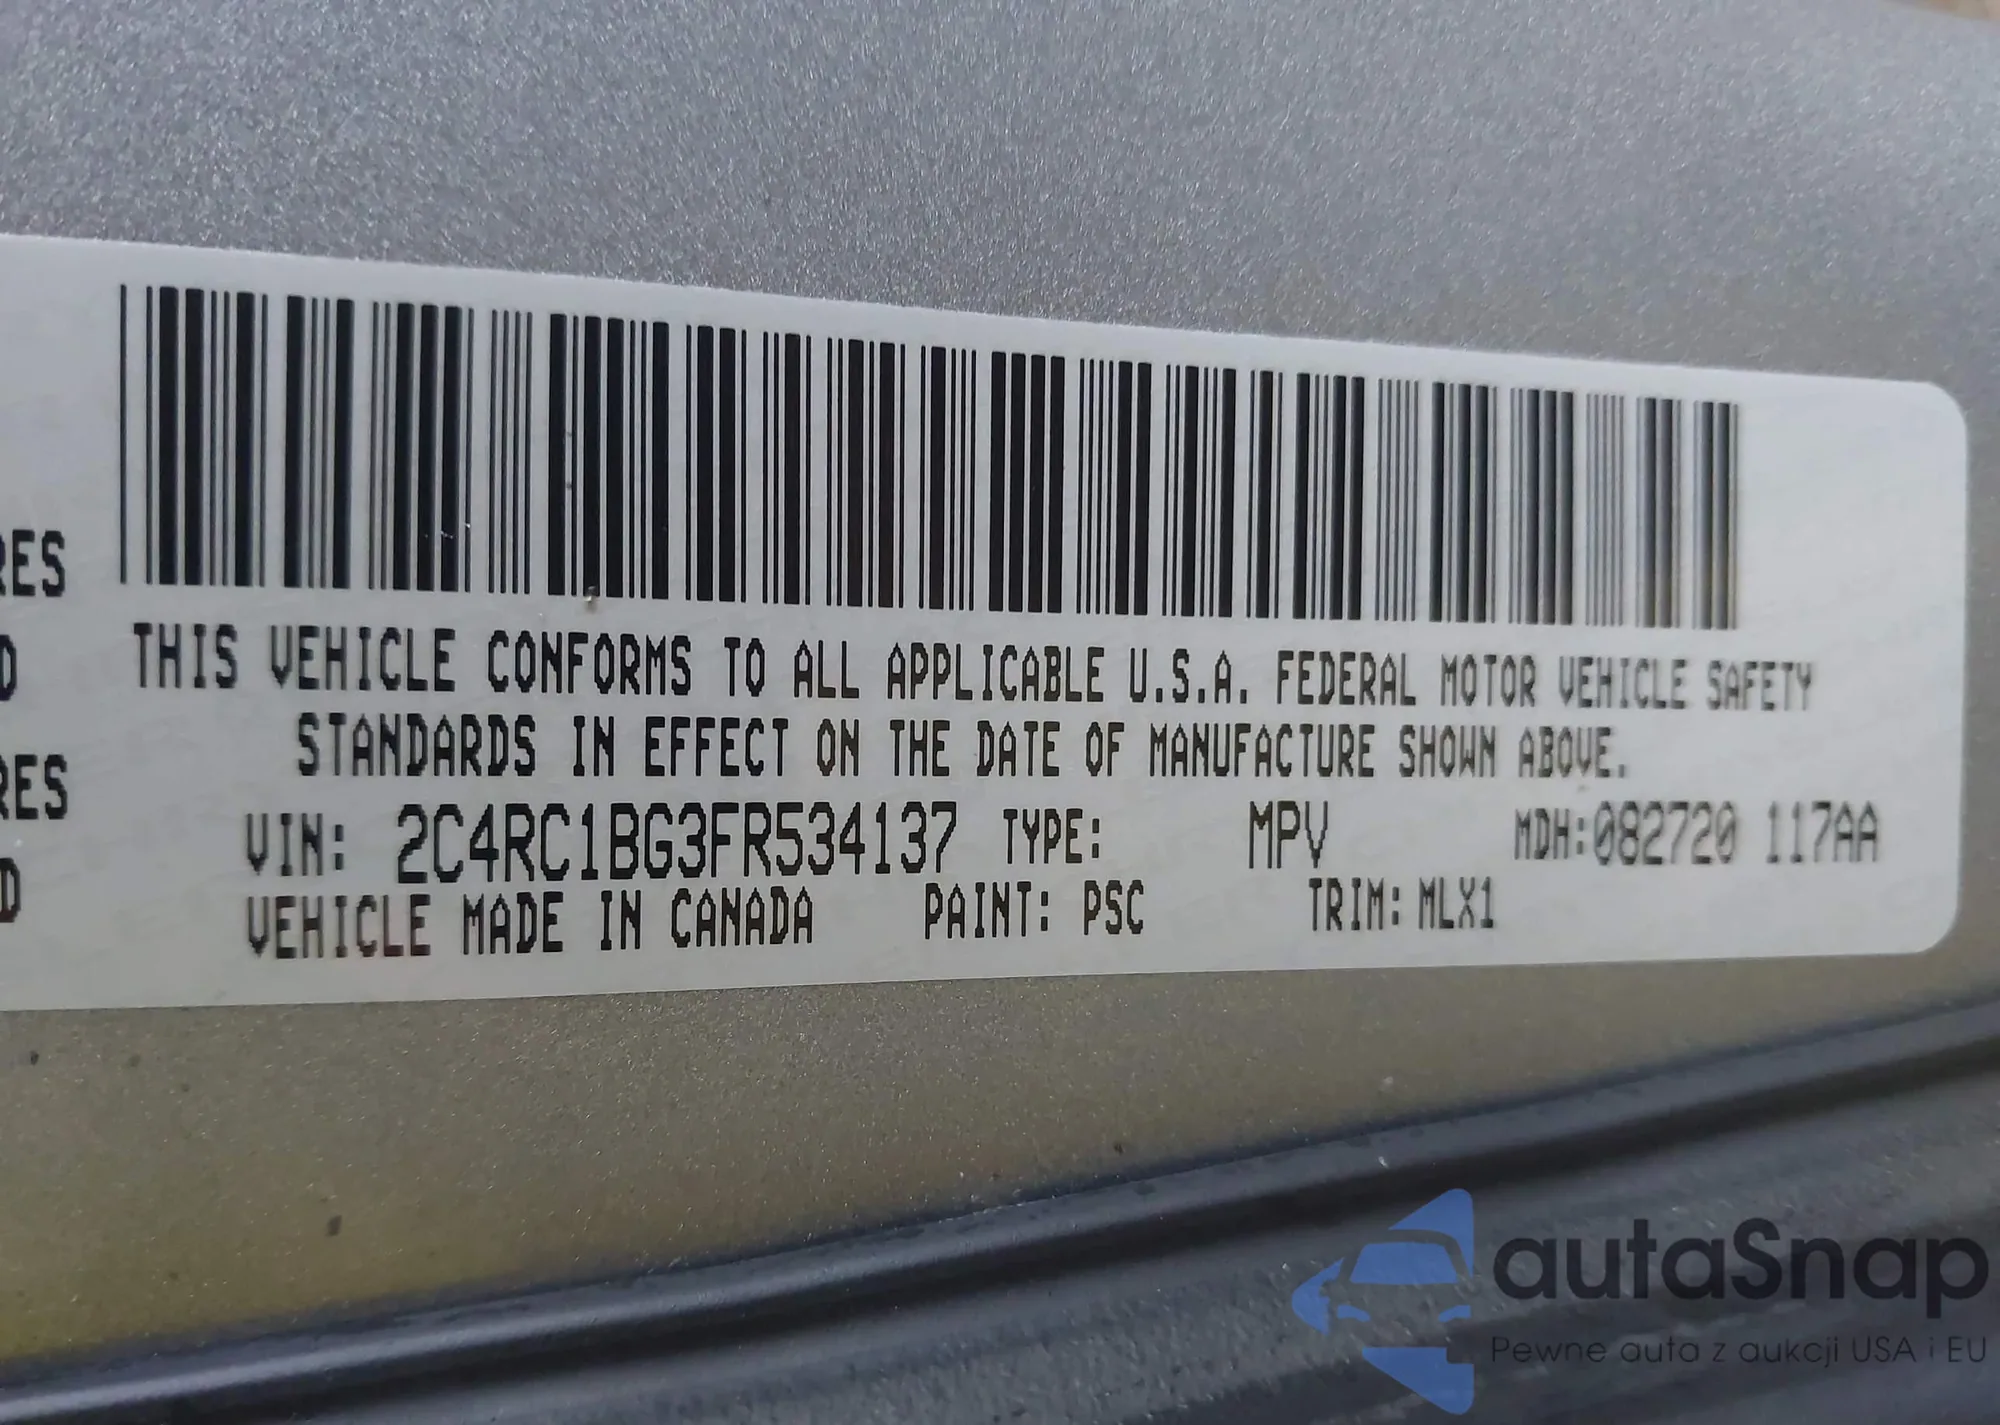 RES
D
RES
D
THIS VEHICLE CONFORMS TO ALL APPLICABLE U.S.A. FEDERAL MOTOR VEHICLE SAFETY
STANDARDS IN EFFECT ON THE DATE OF MANUFACTURE SHOWN ABOVE.
VIN: 2C4RC1BG3FR534137 TYPE: MPV MDH:082720 117AA
VEHICLE MADE IN CANADA PAINT: PSC TRIM: MLX1
autaSnap
Pewne auta z aukcji USA i EU